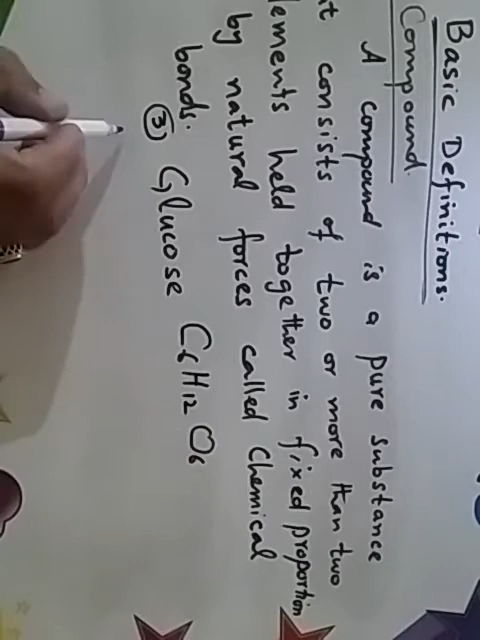 Basic Definitions.
Compound.
A compound is a pure substance
t consists of two or more than two
lements held together in fixed proportion
by natural forces called Chemical
bonds.
③ Glucose C₆H₁₂O₆